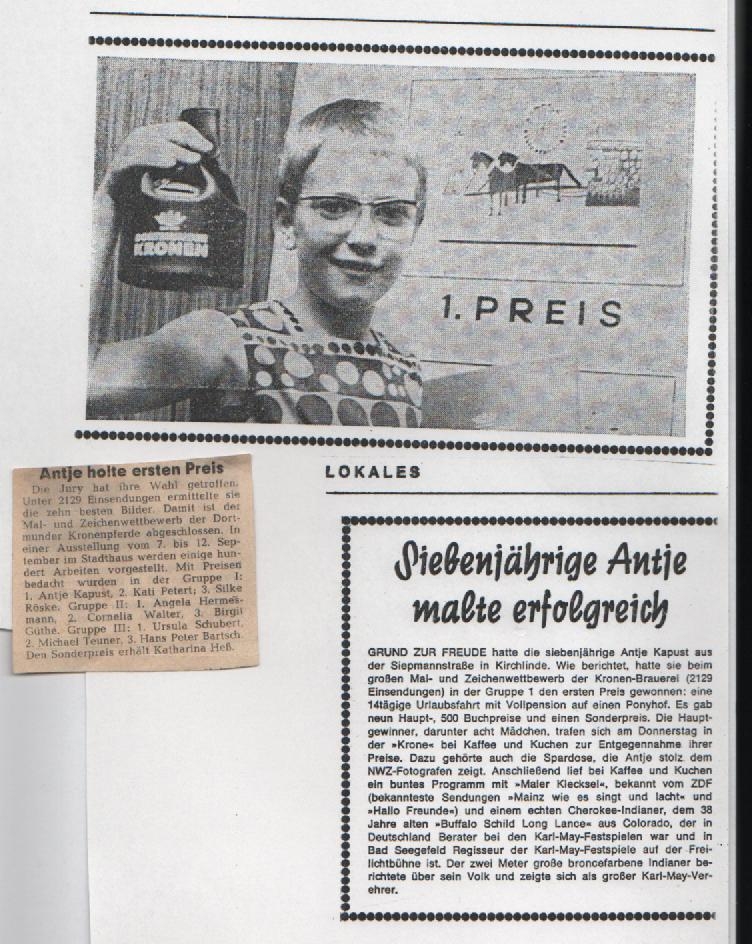 DORTMUNDER
KRONEN
1. PREIS
Antje holte ersten Preis
Die Jury hat ihre Wahl getroffen.
Unter 2129 Einsendungen ermittelte sie
die zehn besten Bilder. Damit ist der
Mal- und Zeichenwettbewerb der Dort-
munder Kronenpferde abgeschlossen. In
einer Ausstellung vom 7. bis 12. Sep-
tember im Stadthaus werden einige hun-
dert Arbeiten vorgestellt. Mit Preisen
bedacht wurden in der Gruppe I:
1. Antje Kapust, 2. Kati Petert; 3. Silke
Röske. Gruppe II: 1. Angela Hermes-
mann, 2. Cornelia Walter, 3. Birgil
Güthe. Gruppe III: 1. Ursula Schubert,
2. Michael Teuner, 3. Hans Peter Bartsch.
Den Sonderpreis erhält Katharina Heß.
LOKALES
Siebenjährige Antje
malte erfolgreich
GRUND ZUR FREUDE hatte die siebenjährige Antje Kapust aus
der Siepmannstraße in Kirchlinde. Wie berichtet, hatte sie beim
großen Mal- und Zeichenwettbewerb der Kronen-Brauerei (2129
Einsendungen) in der Gruppe 1 den ersten Preis gewonnen: eine
14tägige Urlaubsfahrt mit Vollpension auf einen Ponyhof. Es gab
neun Haupt-, 500 Buchpreise und einen Sonderpreis. Die Haupt-
gewinner, darunter acht Mädchen, trafen sich am Donnerstag in
der »Krone« bei Kaffee und Kuchen zur Entgegennahme ihrer
Preise. Dazu gehörte auch die Spardose, die Antje stolz dem
NWZ-Fotografen zeigt. Anschließend lief bei Kaffee und Kuchen
ein buntes Programm mit »Maler Klecksel«, bekannt vom ZDF
(bekannteste Sendungen »Mainz wie es singt und lacht« und
»Hallo Freunde«) und einem echten Cherokee-Indianer, dem 38
Jahre alten »Buffalo Schild Long Lance« aus Colorado, der in
Deutschland Berater bei den Karl-May-Festspielen war und in
Bad Seegefeld Regisseur der Karl-May-Festspiele auf der Frei-
lichtbühne ist. Der zwei Meter große broncefarbene Indianer be-
richtete über sein Volk und zeigte sich als großer Karl-May-Ver-
ehrer.